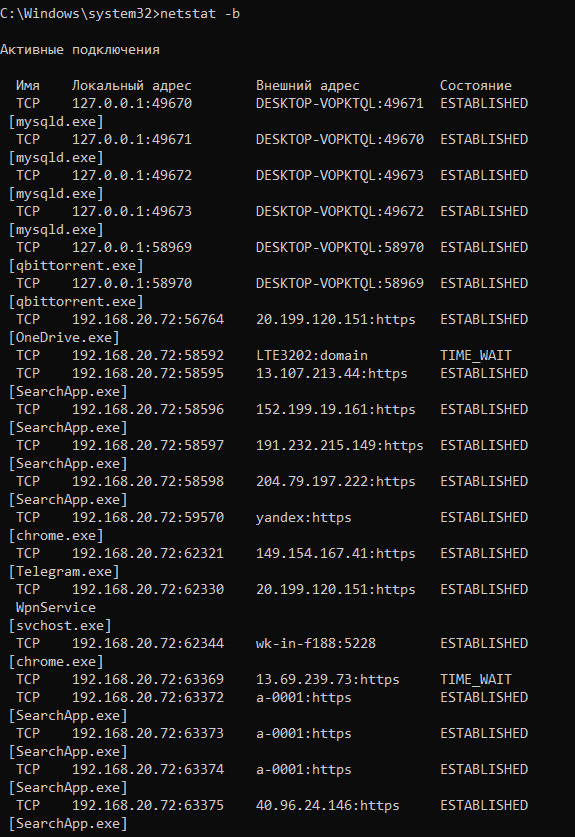 C:\Windows\system32>netstat -b
Активные подключения
Имя Локальный адрес Внешний адрес Состояние
TCP 127.0.0.1:49670 DESKTOP-VOPKTQL:49671 ESTABLISHED
[mysqld.exe]
TCP 127.0.0.1:49671 DESKTOP-VOPKTQL:49670 ESTABLISHED
[mysqld.exe]
TCP 127.0.0.1:49672 DESKTOP-VOPKTQL:49673 ESTABLISHED
[mysqld.exe]
TCP 127.0.0.1:49673 DESKTOP-VOPKTQL:49672 ESTABLISHED
[mysqld.exe]
TCP 127.0.0.1:58969 DESKTOP-VOPKTQL:58970 ESTABLISHED
[qbittorrent.exe]
TCP 127.0.0.1:58970 DESKTOP-VOPKTQL:58969 ESTABLISHED
[qbittorrent.exe]
TCP 192.168.20.72:56764 20.199.120.151:https ESTABLISHED
[OneDrive.exe]
TCP 192.168.20.72:58592 LTE3202:domain TIME_WAIT
TCP 192.168.20.72:58595 13.107.213.44:https ESTABLISHED
[SearchApp.exe]
TCP 192.168.20.72:58596 152.199.19.161:https ESTABLISHED
[SearchApp.exe]
TCP 192.168.20.72:58597 191.232.215.149:https ESTABLISHED
[SearchApp.exe]
TCP 192.168.20.72:58598 204.79.197.222:https ESTABLISHED
[SearchApp.exe]
TCP 192.168.20.72:59570 yandex:https ESTABLISHED
[chrome.exe]
TCP 192.168.20.72:62321 149.154.167.41:https ESTABLISHED
[Telegram.exe]
TCP 192.168.20.72:62330 20.199.120.151:https ESTABLISHED
WpnService
[svchost.exe]
TCP 192.168.20.72:62344 wk-in-f188:5228 ESTABLISHED
[chrome.exe]
TCP 192.168.20.72:63369 13.69.239.73:https TIME_WAIT
TCP 192.168.20.72:63372 a-0001:https ESTABLISHED
[SearchApp.exe]
TCP 192.168.20.72:63373 a-0001:https ESTABLISHED
[SearchApp.exe]
TCP 192.168.20.72:63374 a-0001:https ESTABLISHED
[SearchApp.exe]
TCP 192.168.20.72:63375 40.96.24.146:https ESTABLISHED
[SearchApp.exe]